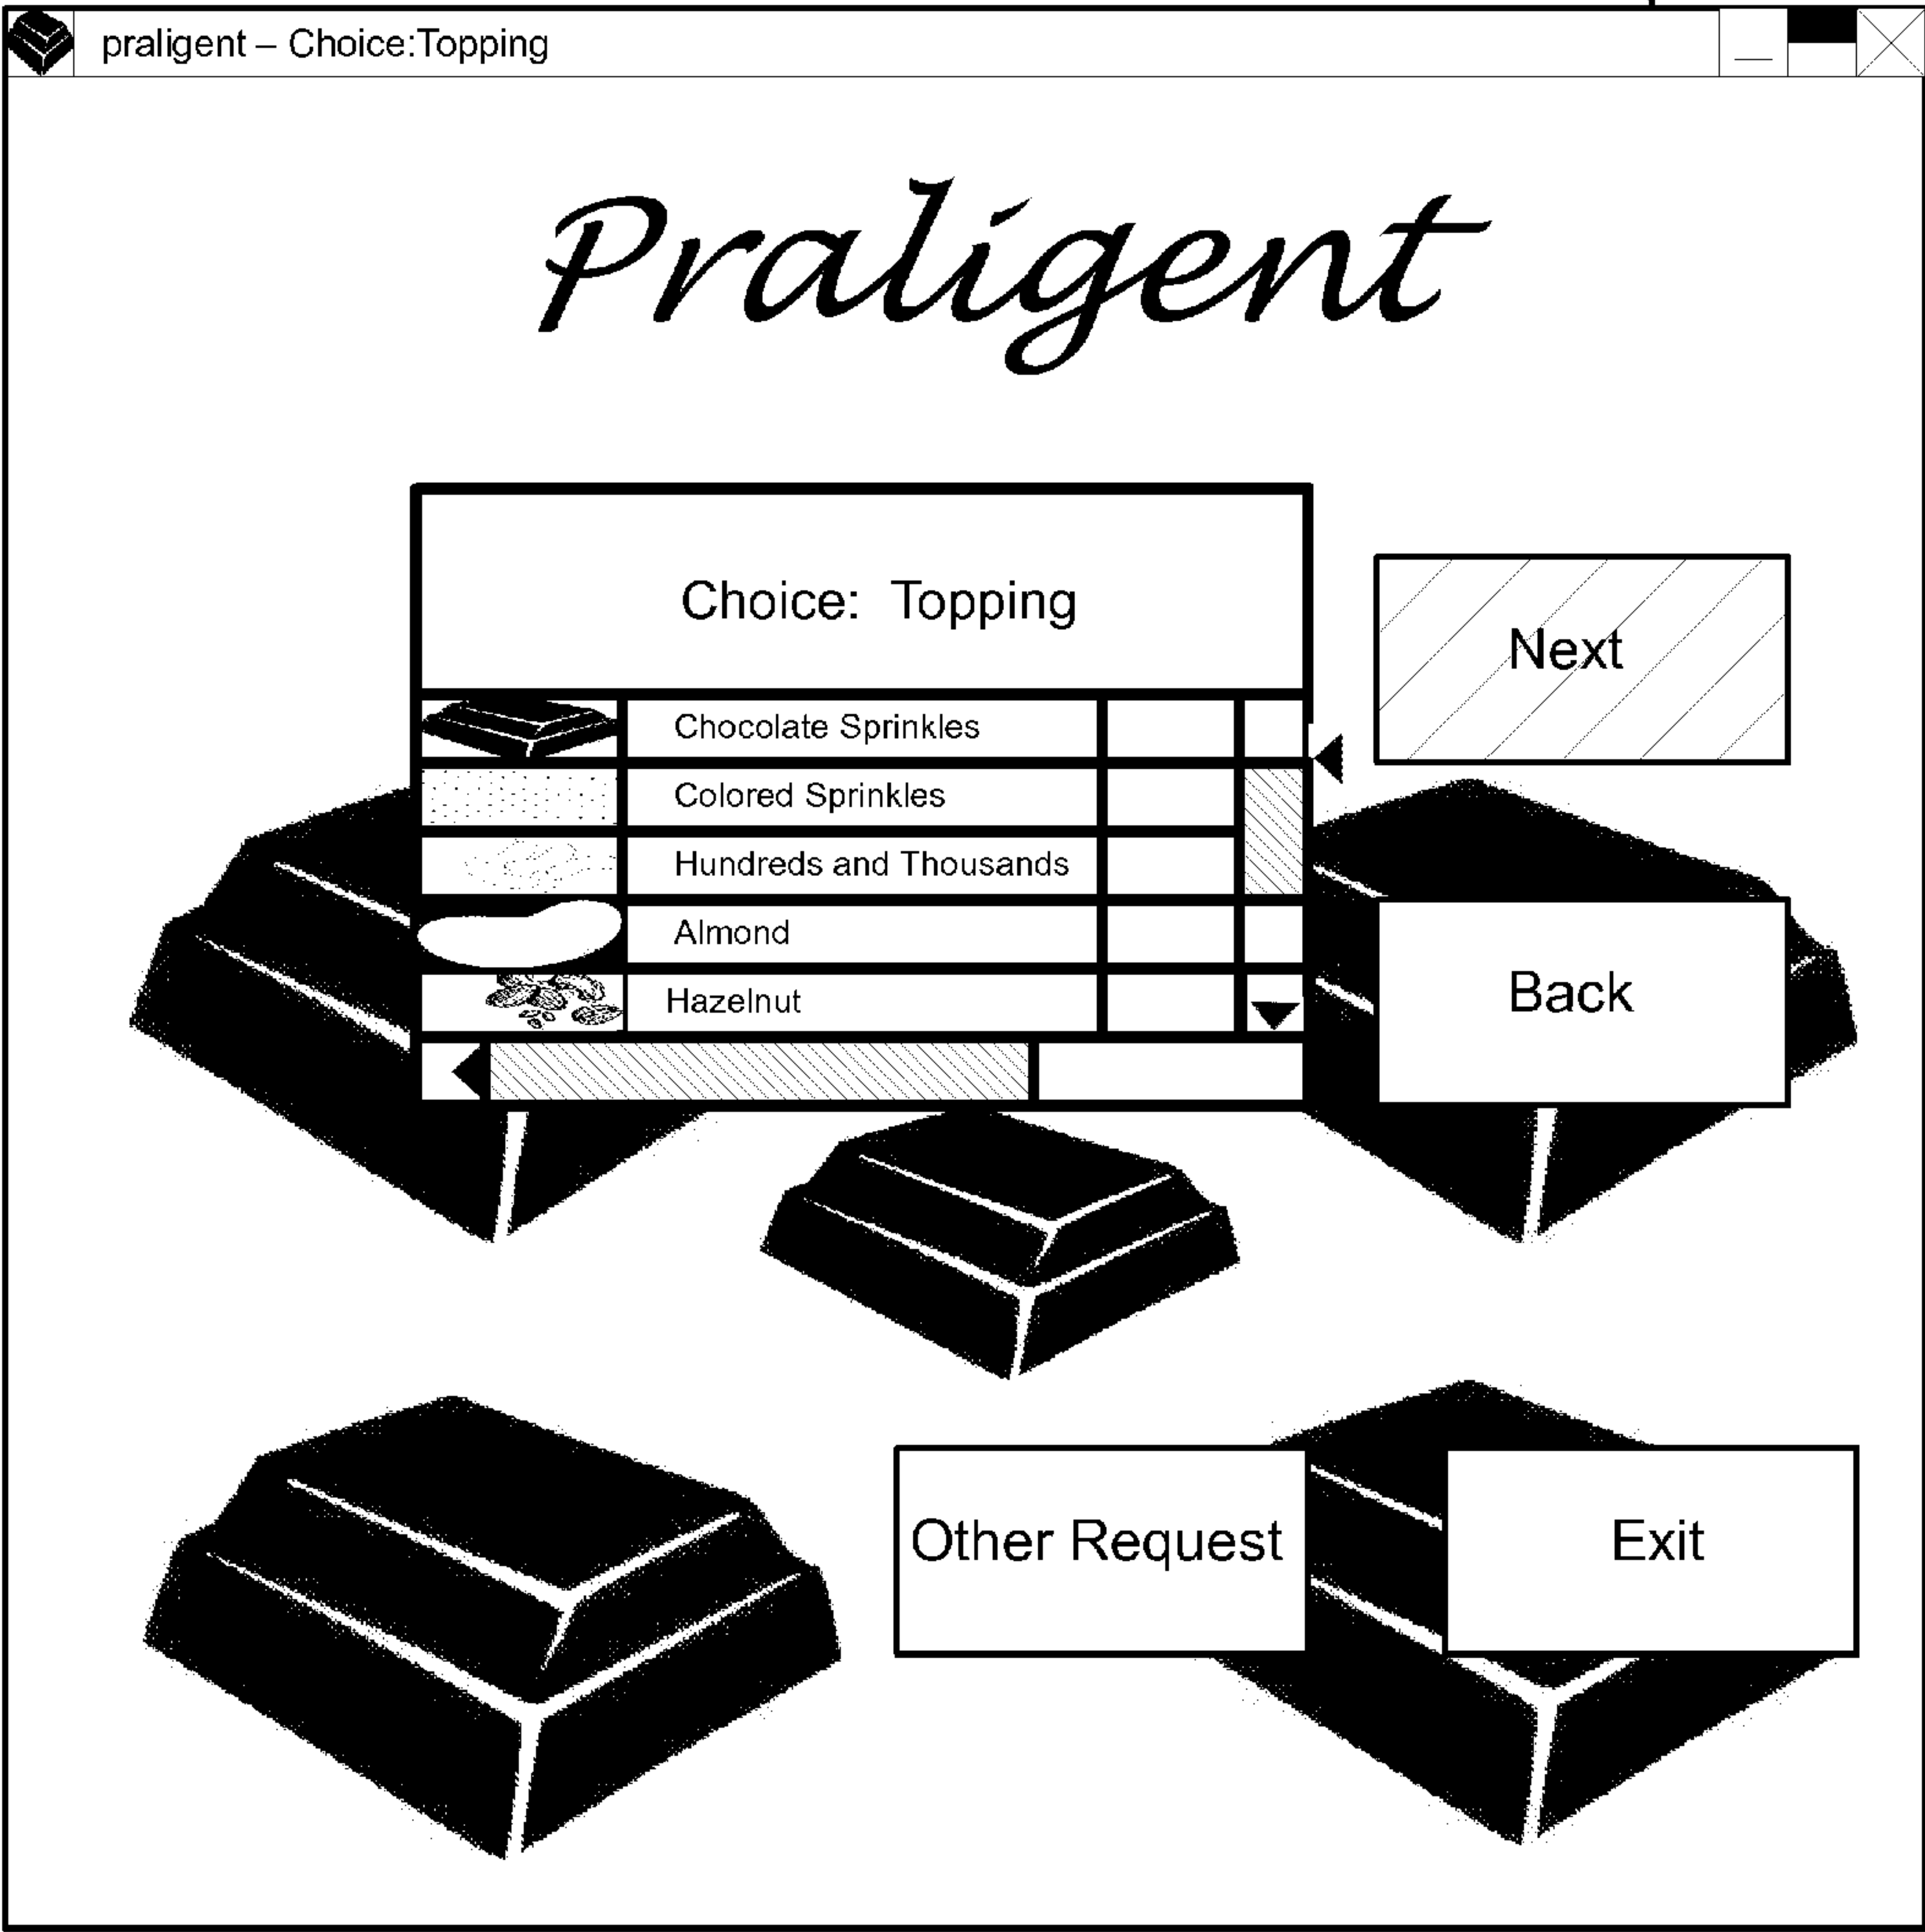 praligent – Choice:Topping
Praligent
Choice: Topping
Next
Chocolate Sprinkles
Colored Sprinkles
Hundreds and Thousands
Almond
Hazelnut
Back
Other Request
Exit